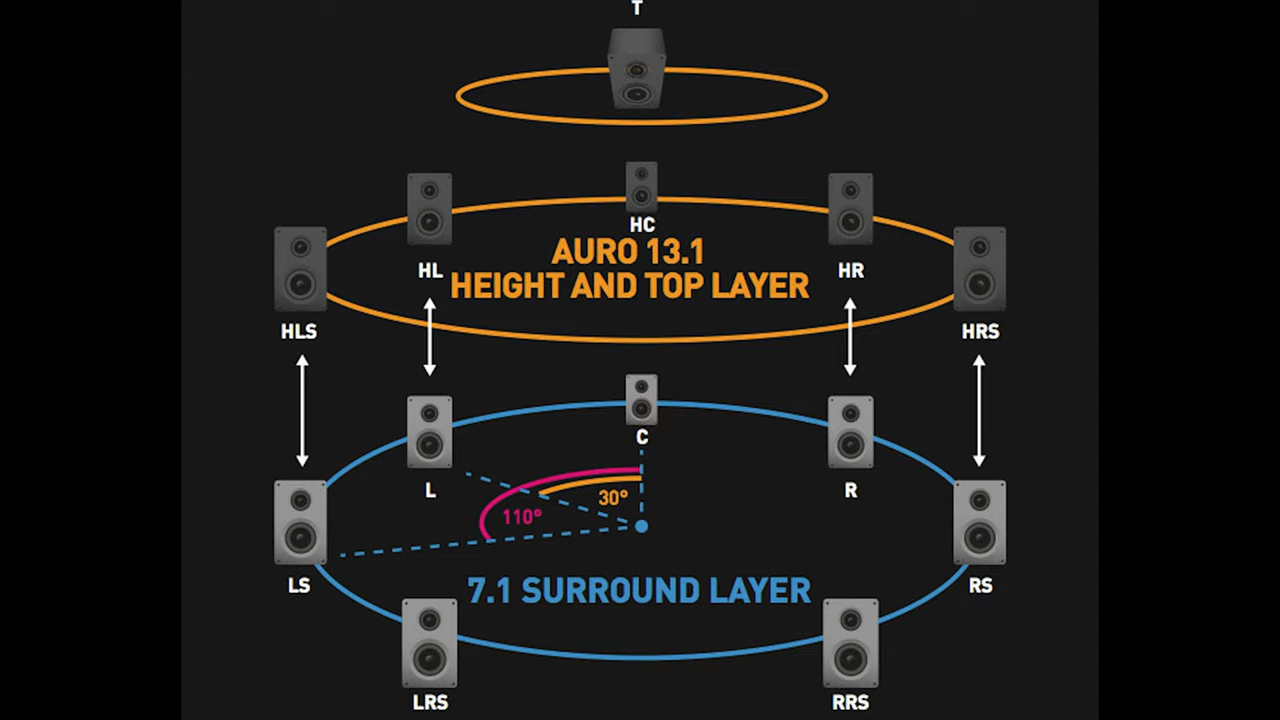 T
HC
AURO 13.1
HL
HR
HEIGHT AND TOP LAYER
HLS
HRS
C
L
30°
R
110°
LS
7.1 SURROUND LAYER
RS
LRS
RRS